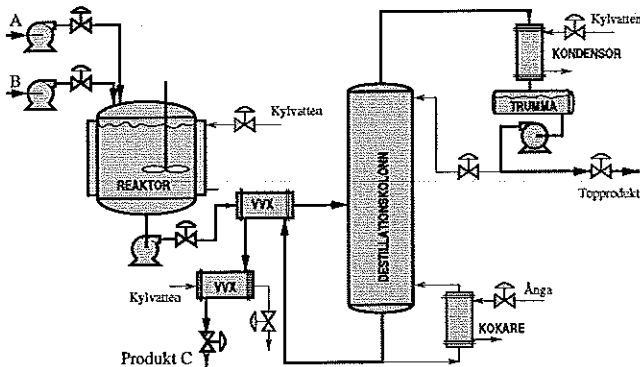 A
B
Kylvatten
REAKTOR
VVX
VVX
Kylvatten
Produkt C
DESTILLATIONSKOLONN
Kylvatten
KONDENSOR
TRUMMA
Topprodukt
Ånga
KOKARE